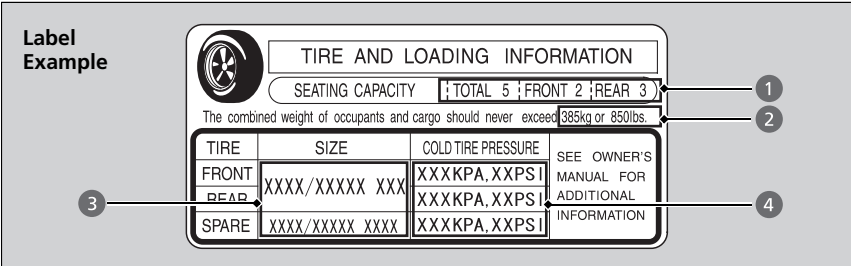 Label
Example
TIRE AND LOADING INFORMATION
SEATING CAPACITY TOTAL 5 FRONT 2 REAR 3
The combined weight of occupants and cargo should never exceed 385kg or 850lbs.
TIRE SIZE COLD TIRE PRESSURE
FRONT
REAR
SPARE
XXXX/XXXXX XXX
XXXX/XXXXX XXXX
XXXKPA,XXPSI
XXXKPA,XXPSI
XXXKPA,XXPSI
SEE OWNER'S
MANUAL FOR
ADDITIONAL
INFORMATION
1
2
3
4